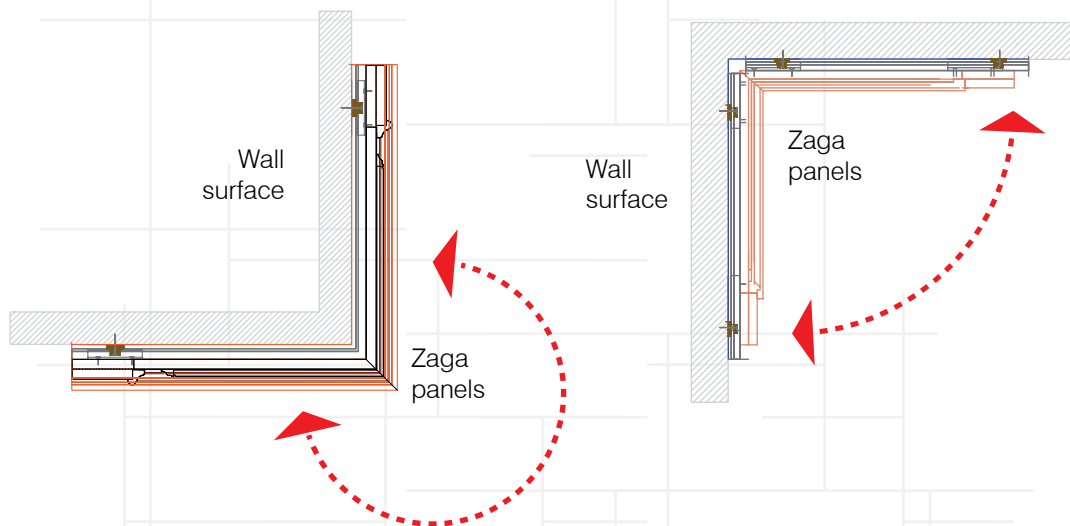 Wall
surface
Zaga
panels
Wall
surface
Zaga
panels